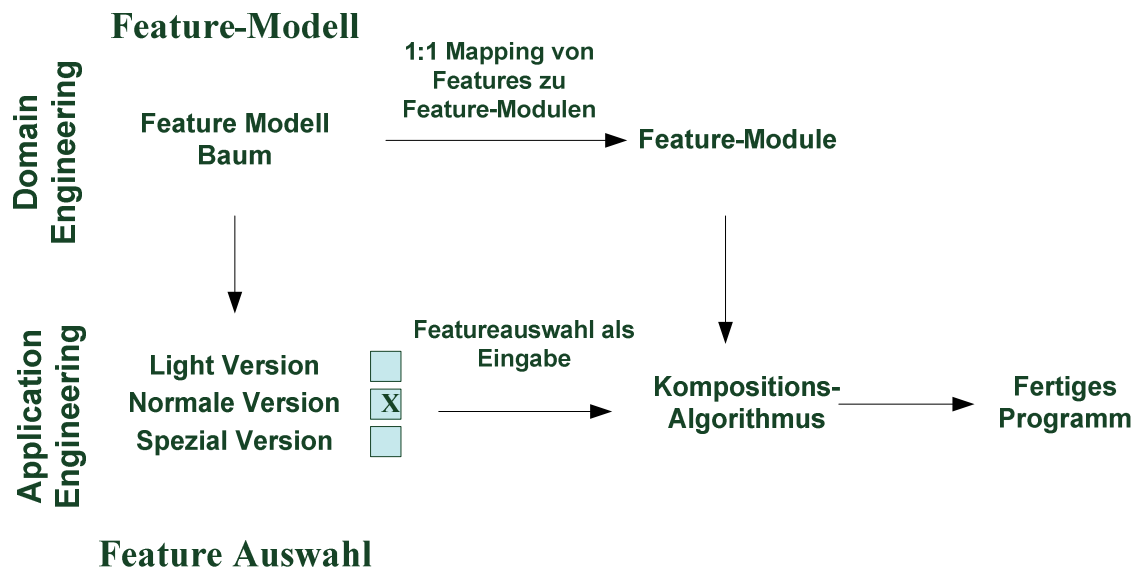 Feature-Modell
Domain
Engineering
Feature Modell
Baum
1:1 Mapping von
Features zu
Feature-Modulen
Feature-Module
Application
Engineering
Light Version
Normale Version X
Spezial Version
Featureauswahl als
Eingabe
Kompositions-
Algorithmus
Fertiges
Programm
Feature Auswahl